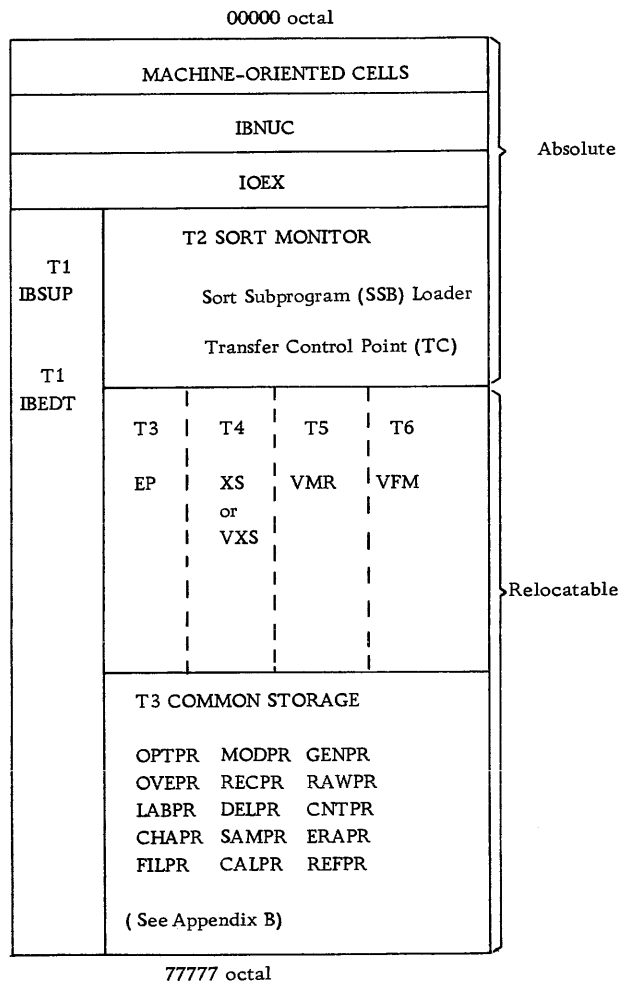 00000 octal
MACHINE-ORIENTED CELLS
IBNUC
Absolute
IOEX
T2 SORT MONITOR
T1
IBSUP
Sort Subprogram (SSB) Loader
Transfer Control Point (TC)
T1
IBEDT
T3 T4 T5 T6
EP XS VMR VFM
or
VXS
Relocatable
T3 COMMON STORAGE
OPTPR MODPR GENPR
OVEPR RECPR RAWPR
LABPR DELPR CNTPR
CHAPR SAMPR ERAPR
FILPR CALPR REFPR
( See Appendix B)
77777 octal